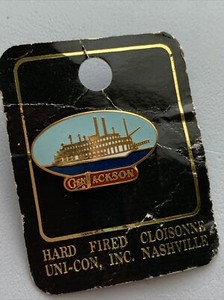 GEN. JACKSON
HARD FIRED CLOISONNE
UNI-CON, INC. NASHVILLE